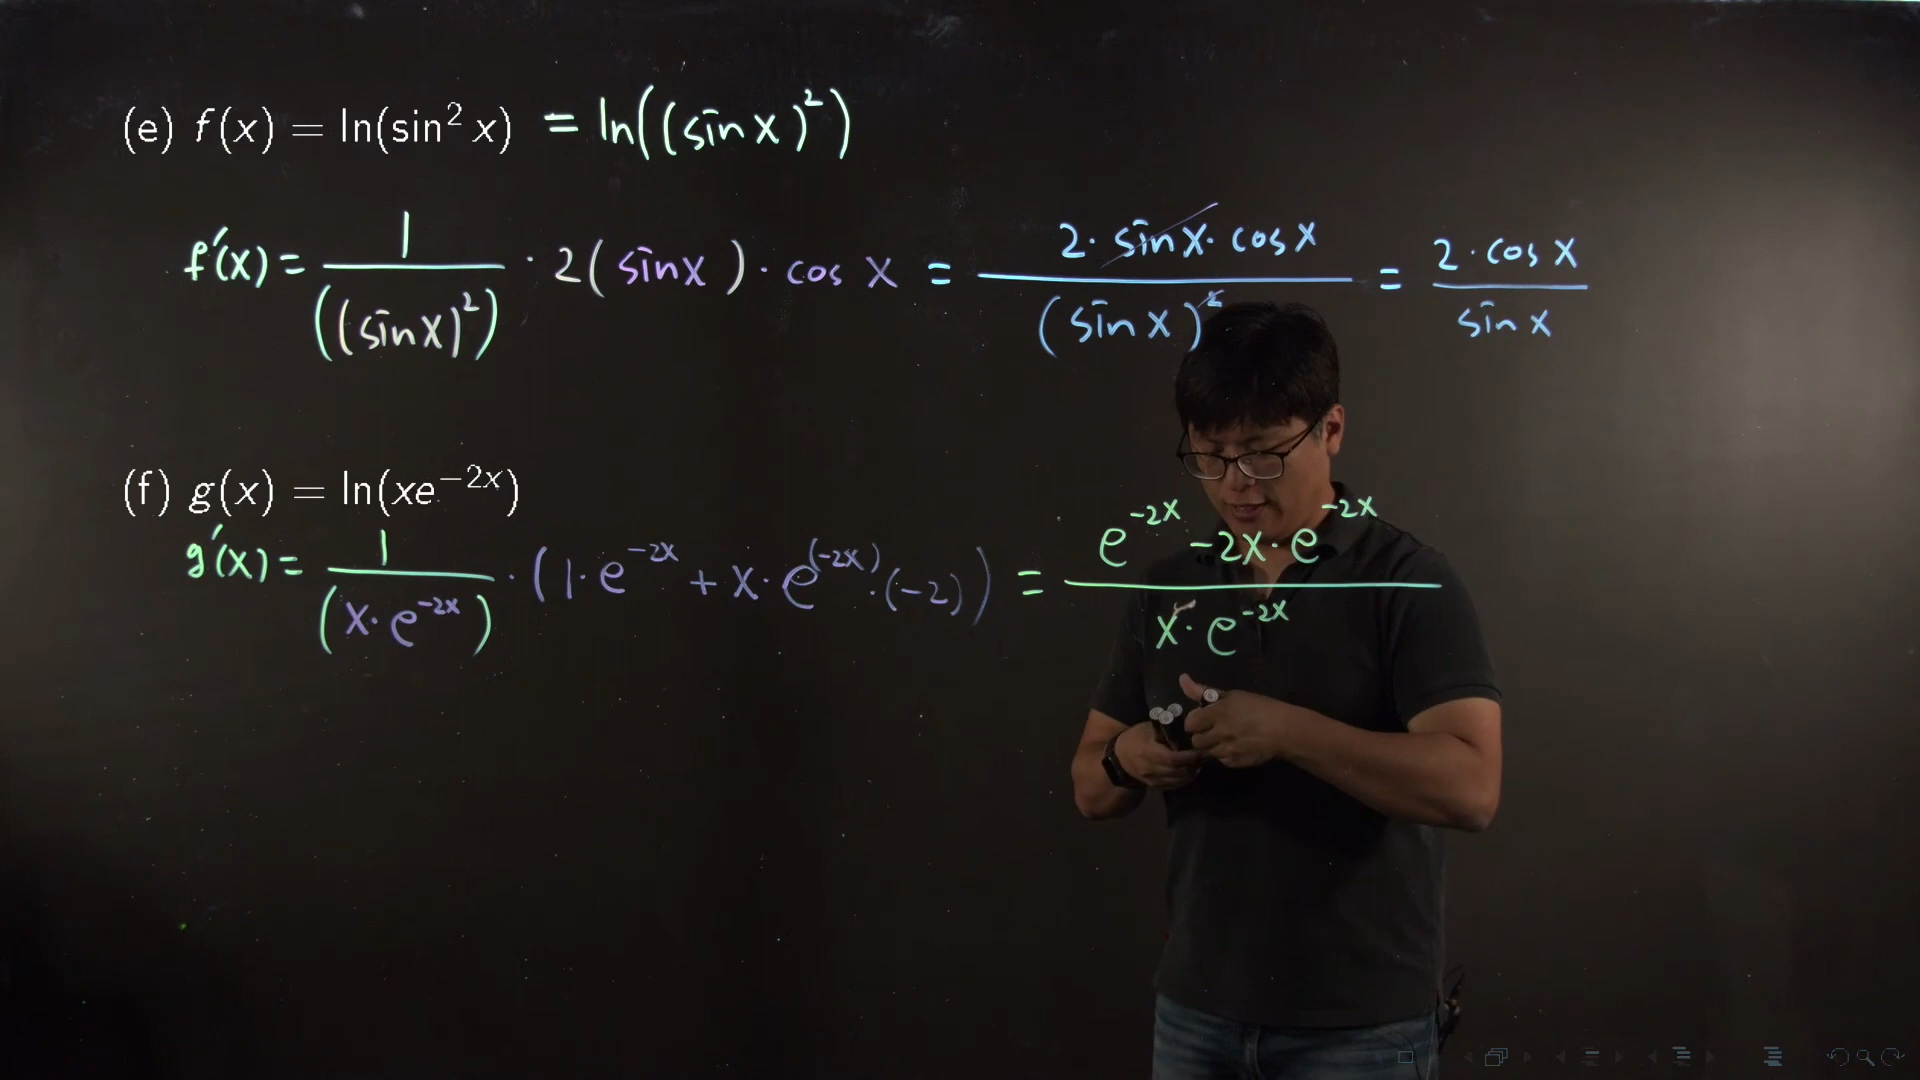 (e) f(x) = ln(sin² x) = ln((sin x)²)
f'(x) = 1/((sin x)²) · 2(sin x) · cos x = 2 · sin x · cos x/(sin x)² = 2 · cos x/sin x
(f) g(x) = ln(xe⁻²ˣ)
g'(x) = 1/(x · e⁻²ˣ) · (1 · e⁻²ˣ + x · e⁽⁻²ˣ⁾ · (-2)) = e⁻²ˣ - 2x · e⁻²ˣ/x · e⁻²ˣ